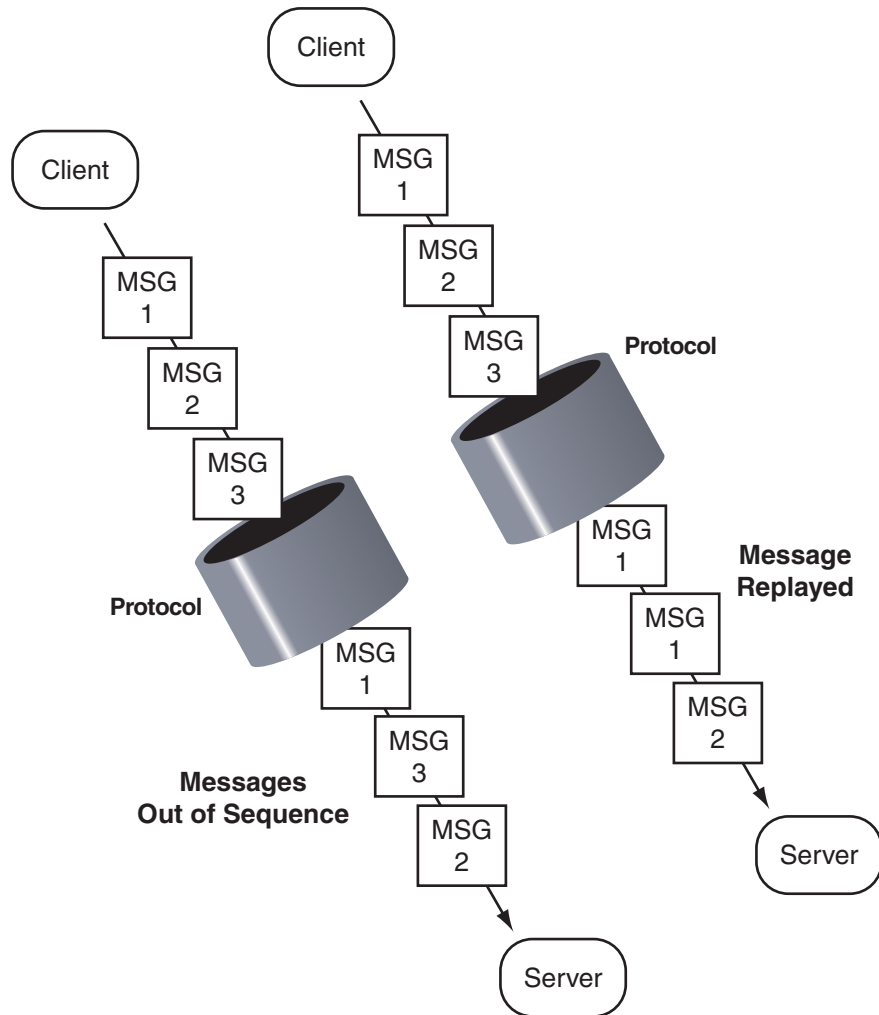 Client
MSG
1
MSG
2
MSG
3
Protocol
MSG
1
MSG
3
MSG
2
Messages
Out of Sequence
Server
Client
MSG
1
MSG
2
MSG
3
Protocol
MSG
1
MSG
1
MSG
2
Message
Replayed
Server